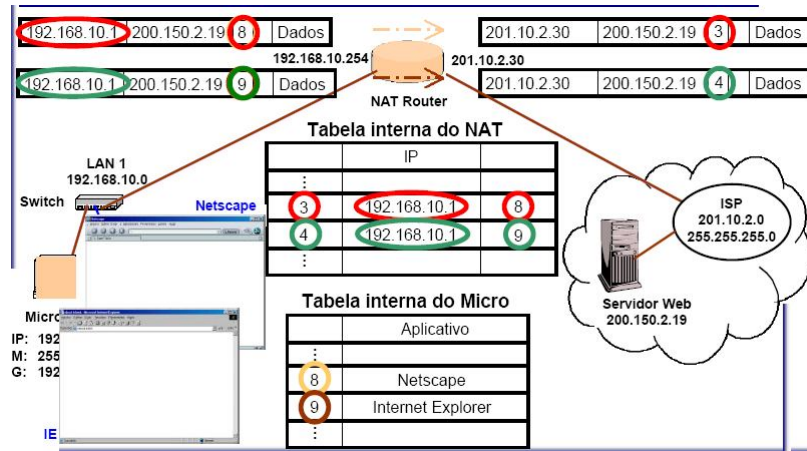 192.168.10.1 200.150.2.19 8 Dados
201.10.2.30 200.150.2.19 3 Dados
192.168.10.254
201.10.2.30
192.168.10.1 200.150.2.19 9 Dados
201.10.2.30 200.150.2.19 4 Dados
NAT Router
Tabela interna do NAT
IP
3 192.168.10.1 8
4 192.168.10.1 9
LAN 1
192.168.10.0
Switch
Netscape
ISP
201.10.2.0
255.255.255.0
Servidor Web
200.150.2.19
Micro
IP: 192
M: 255
G: 192
IE
Tabela interna do Micro
Aplicativo
8 Netscape
9 Internet Explorer